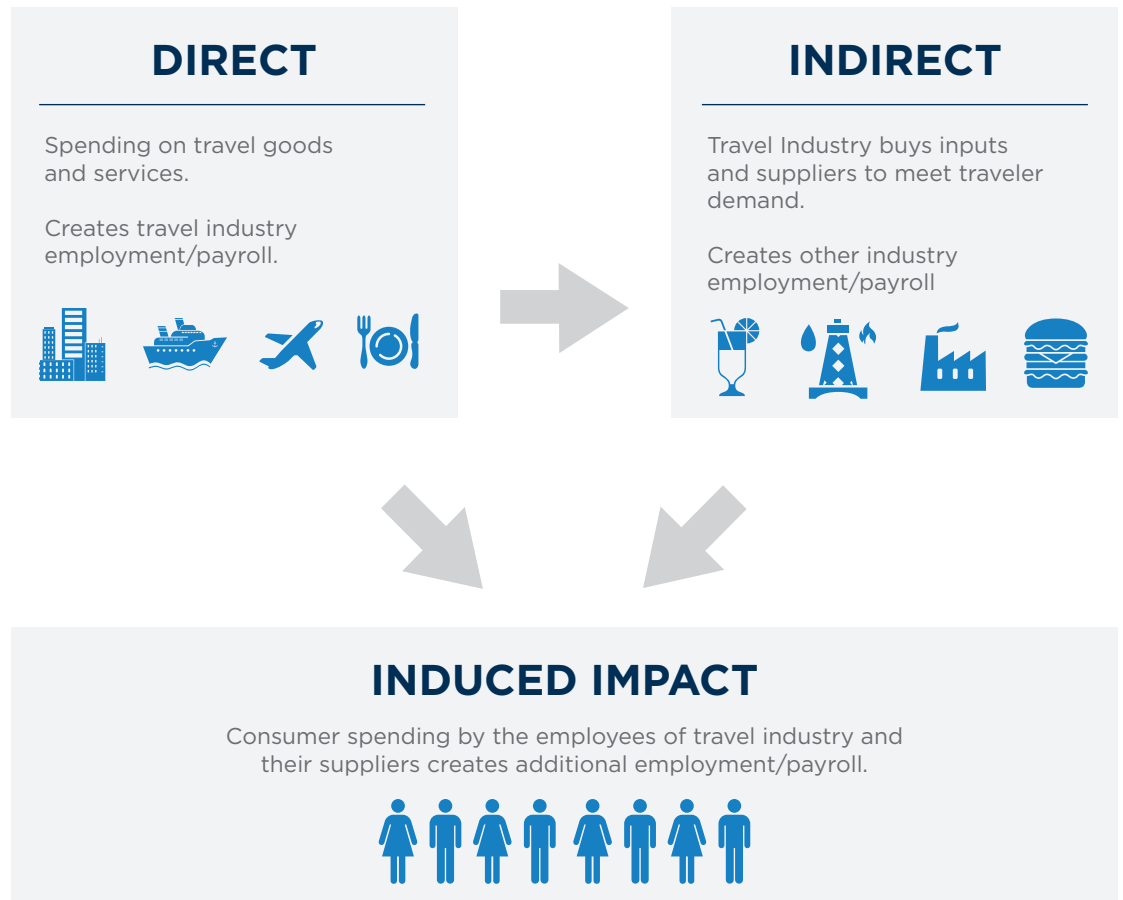 DIRECT
Spending on travel goods
and services.
Creates travel industry
employment/payroll.
INDIRECT
Travel Industry buys inputs
and suppliers to meet traveler
demand.
Creates other industry
employment/payroll
INDUCED IMPACT
Consumer spending by the employees of travel industry and
their suppliers creates additional employment/payroll.